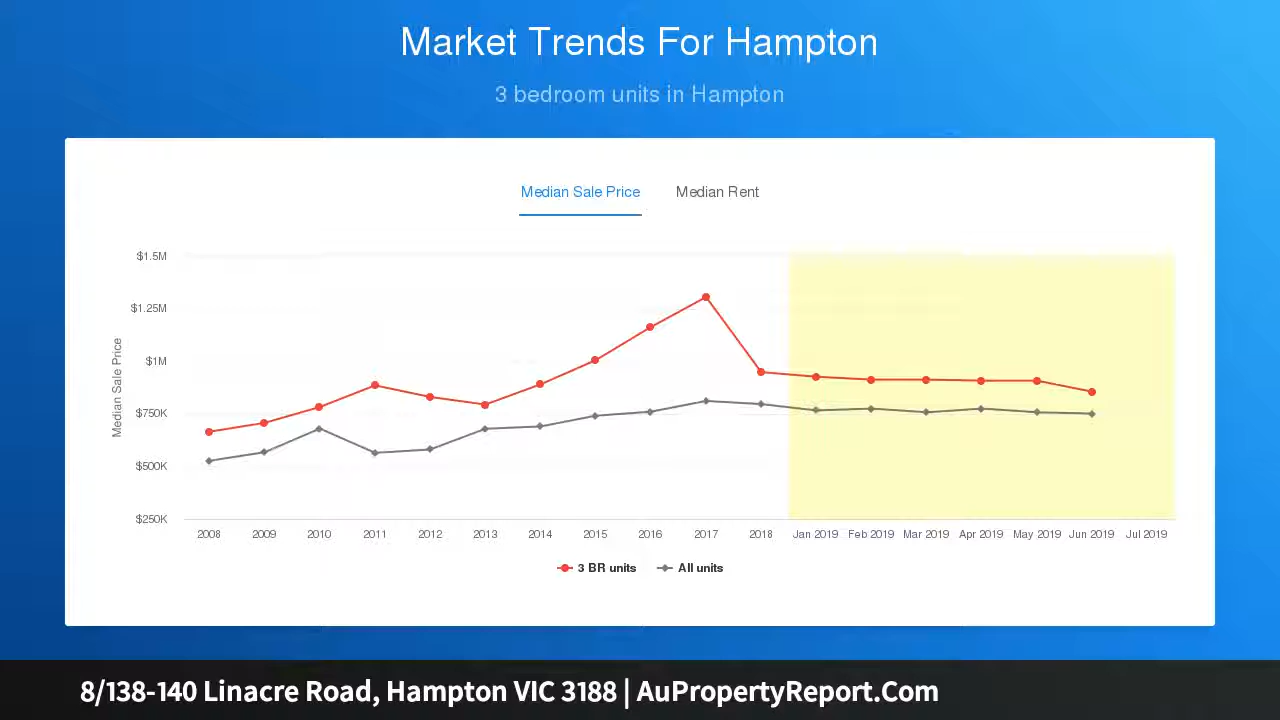 Market Trends For Hampton
3 bedroom units in Hampton
Median Sale Price Median Rent
$1.5M
$1.25M
$1M
$750K
$500K
$250K
Median Sale Price
2008 2009 2010 2011 2012 2013 2014 2015 2016 2017 2018 Jan 2019 Feb 2019 Mar 2019 Apr 2019 May 2019 Jun 2019 Jul 2019
3 BR units All units
8/138-140 Linacre Road, Hampton VIC 3188 | AuPropertyReport.Com